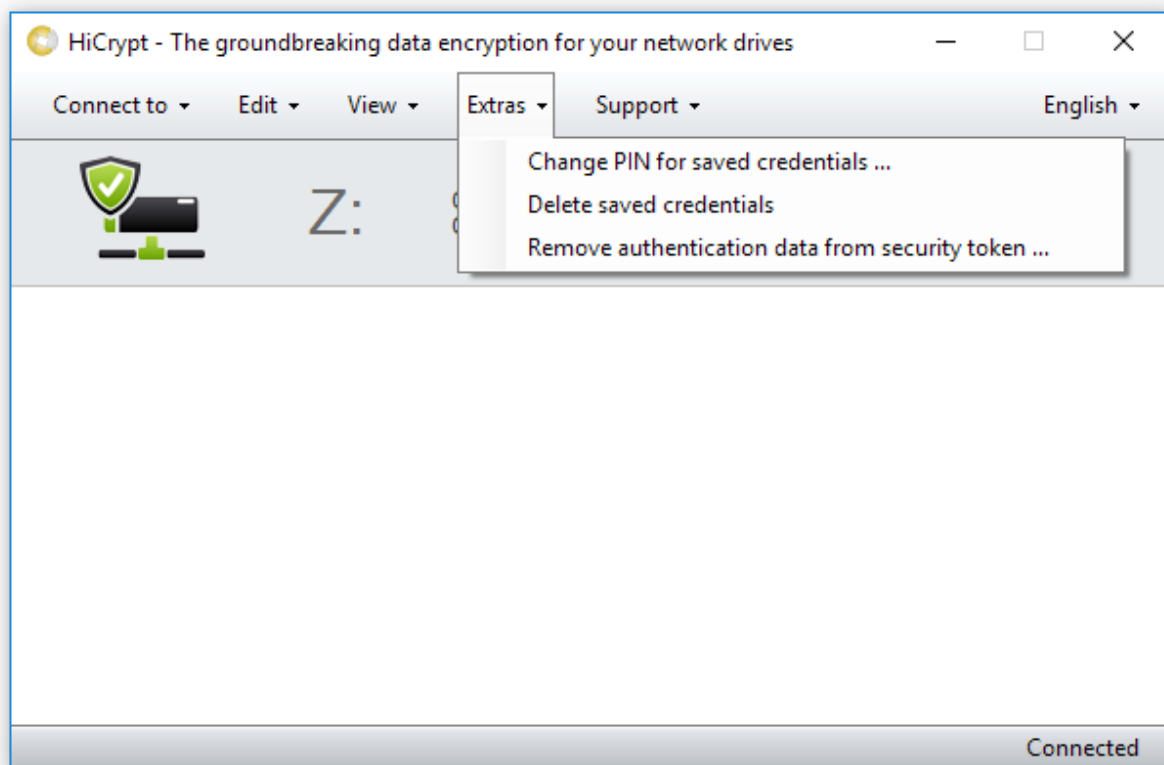 HiCrypt - The groundbreaking data encryption for your network drives
Connect to Edit View Extras Support English
Change PIN for saved credentials ...
Delete saved credentials
Remove authentication data from security token ...
Z:
Connected